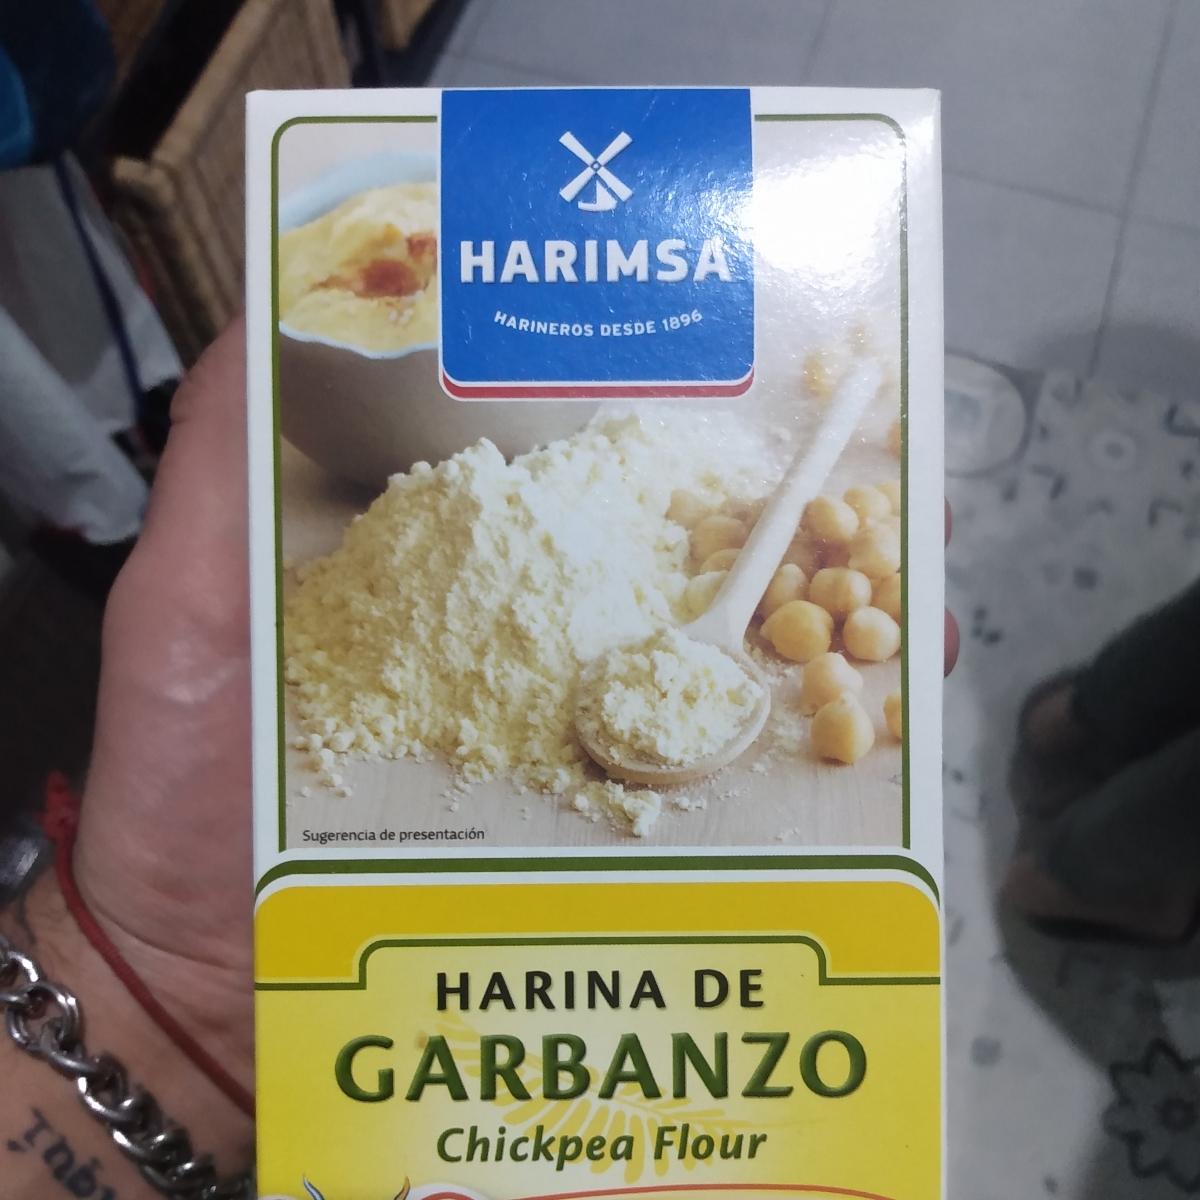 HARIMSA
HARINEROS DESDE 1896
Sugerencia de presentación
HARINA DE
GARBANZO
Chickpea Flour